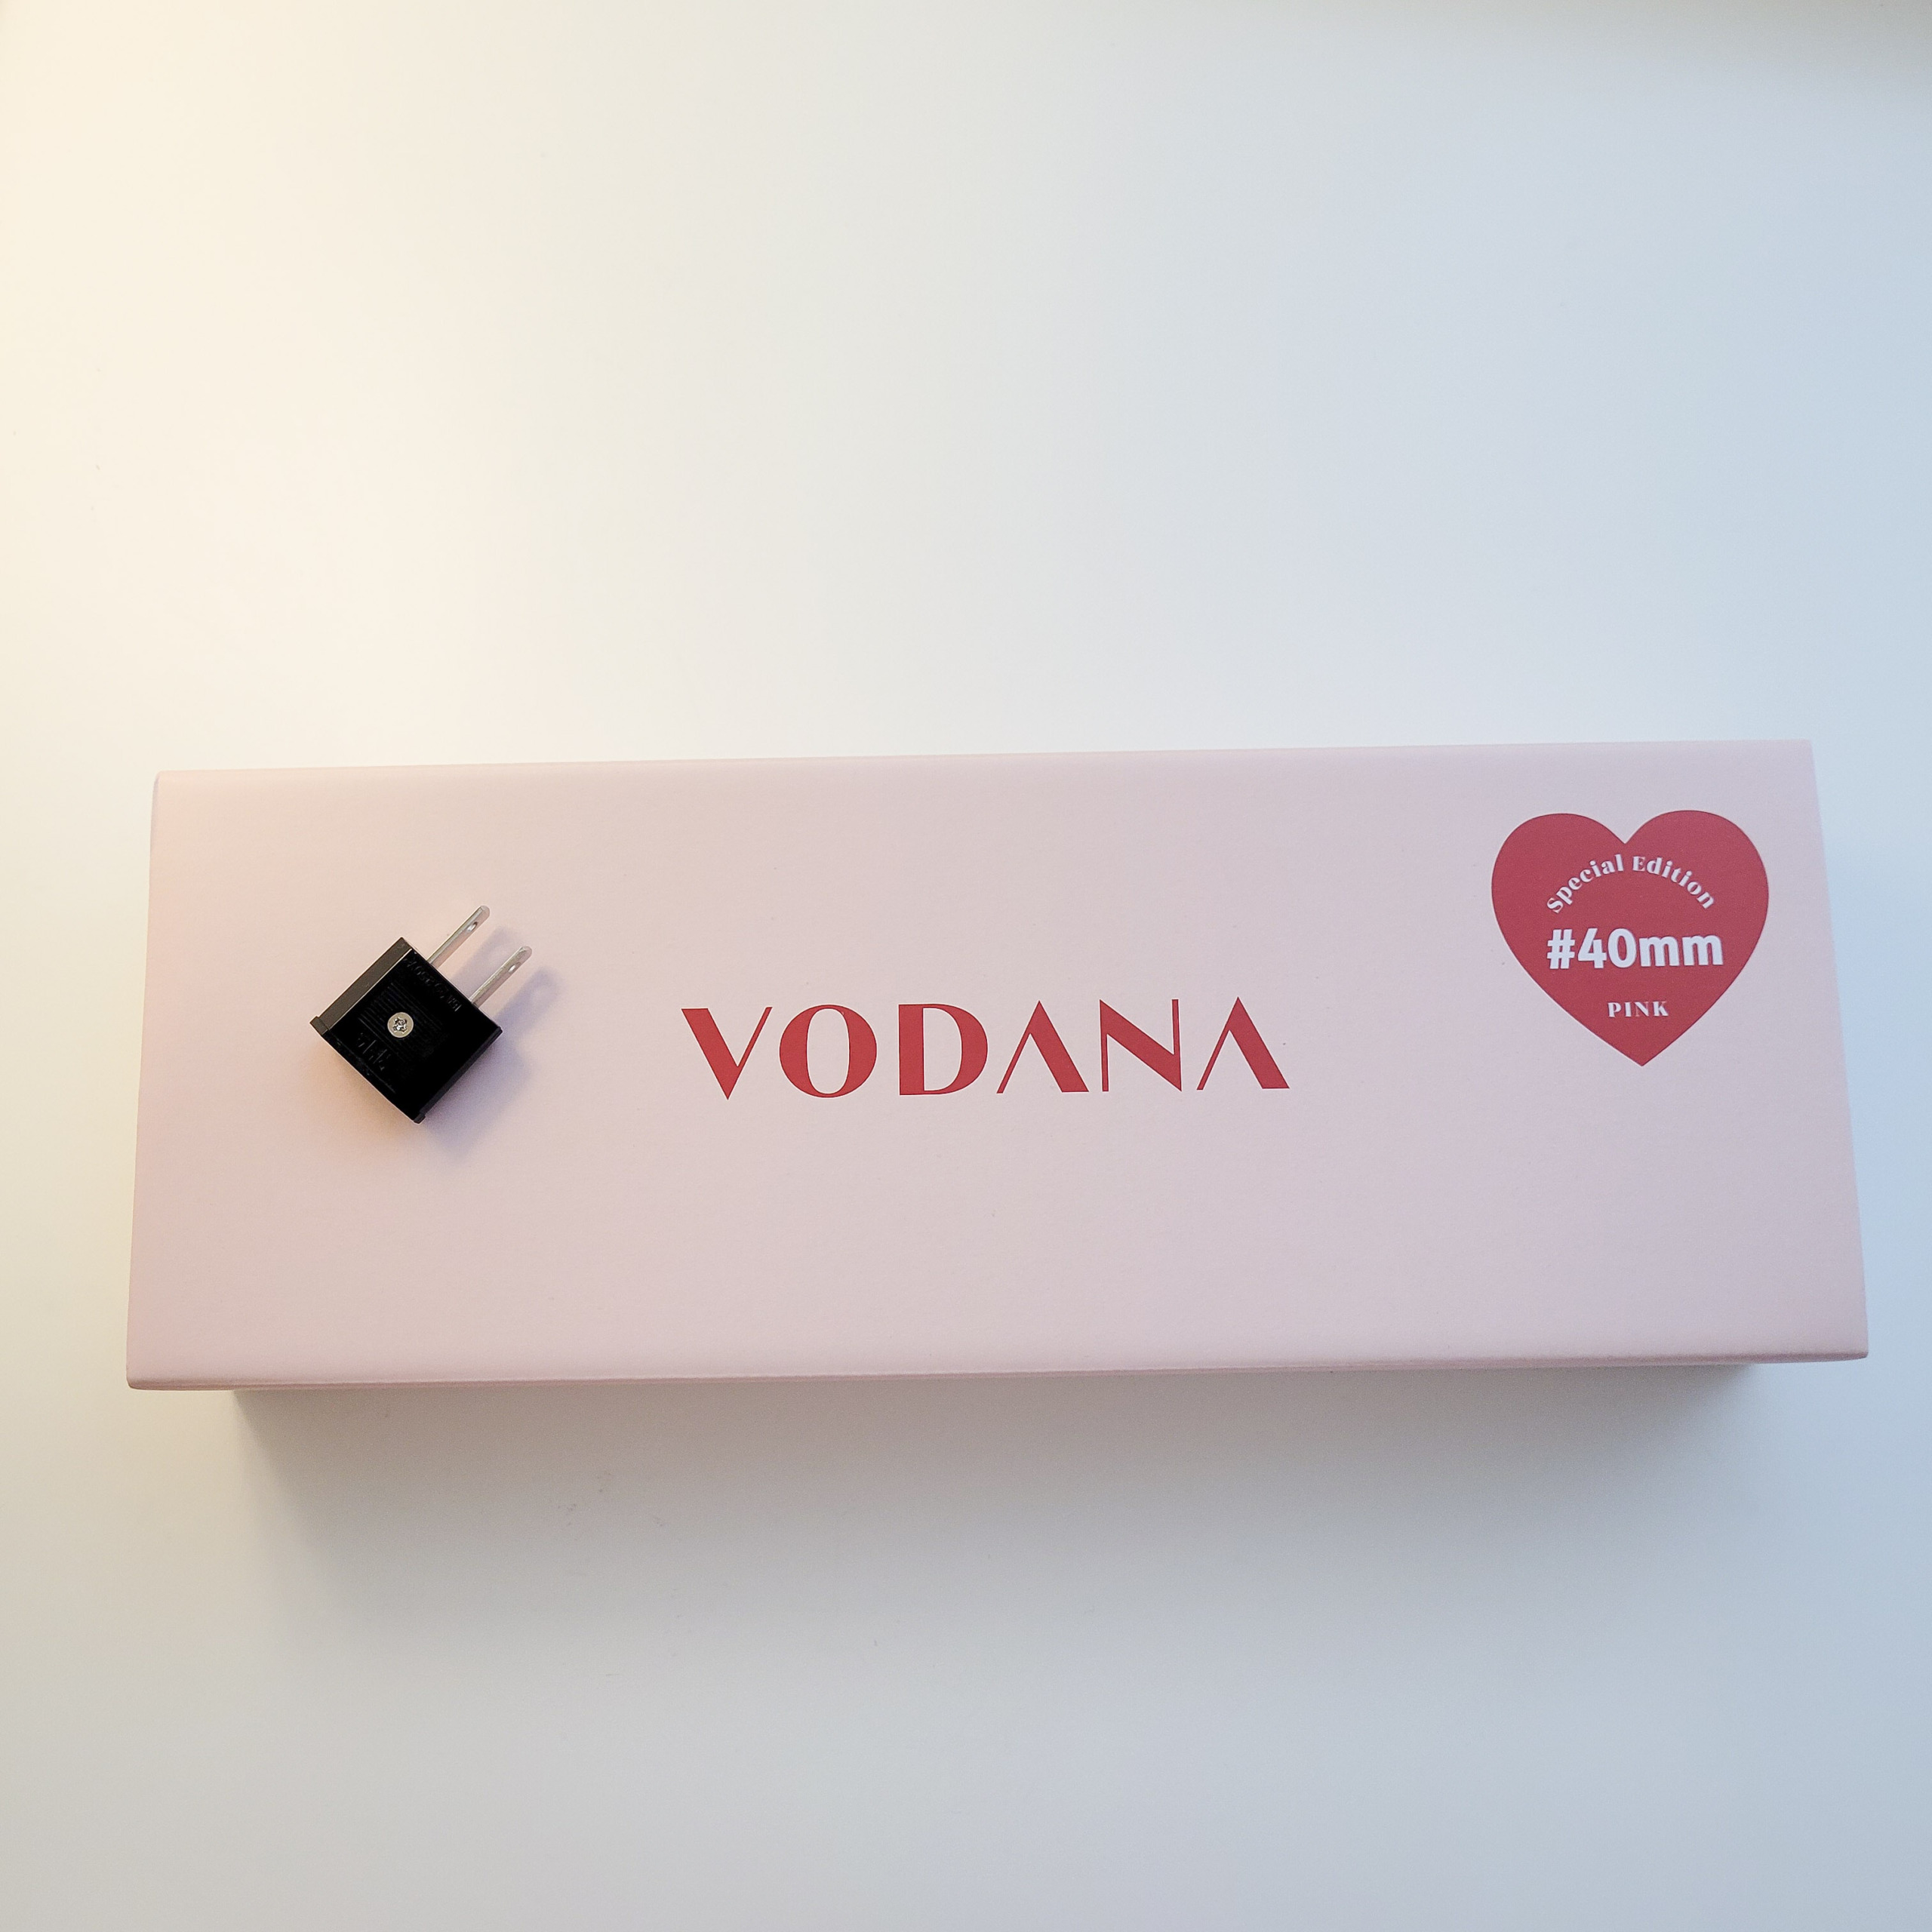 VODANA
Special Edition
#40mm
PINK